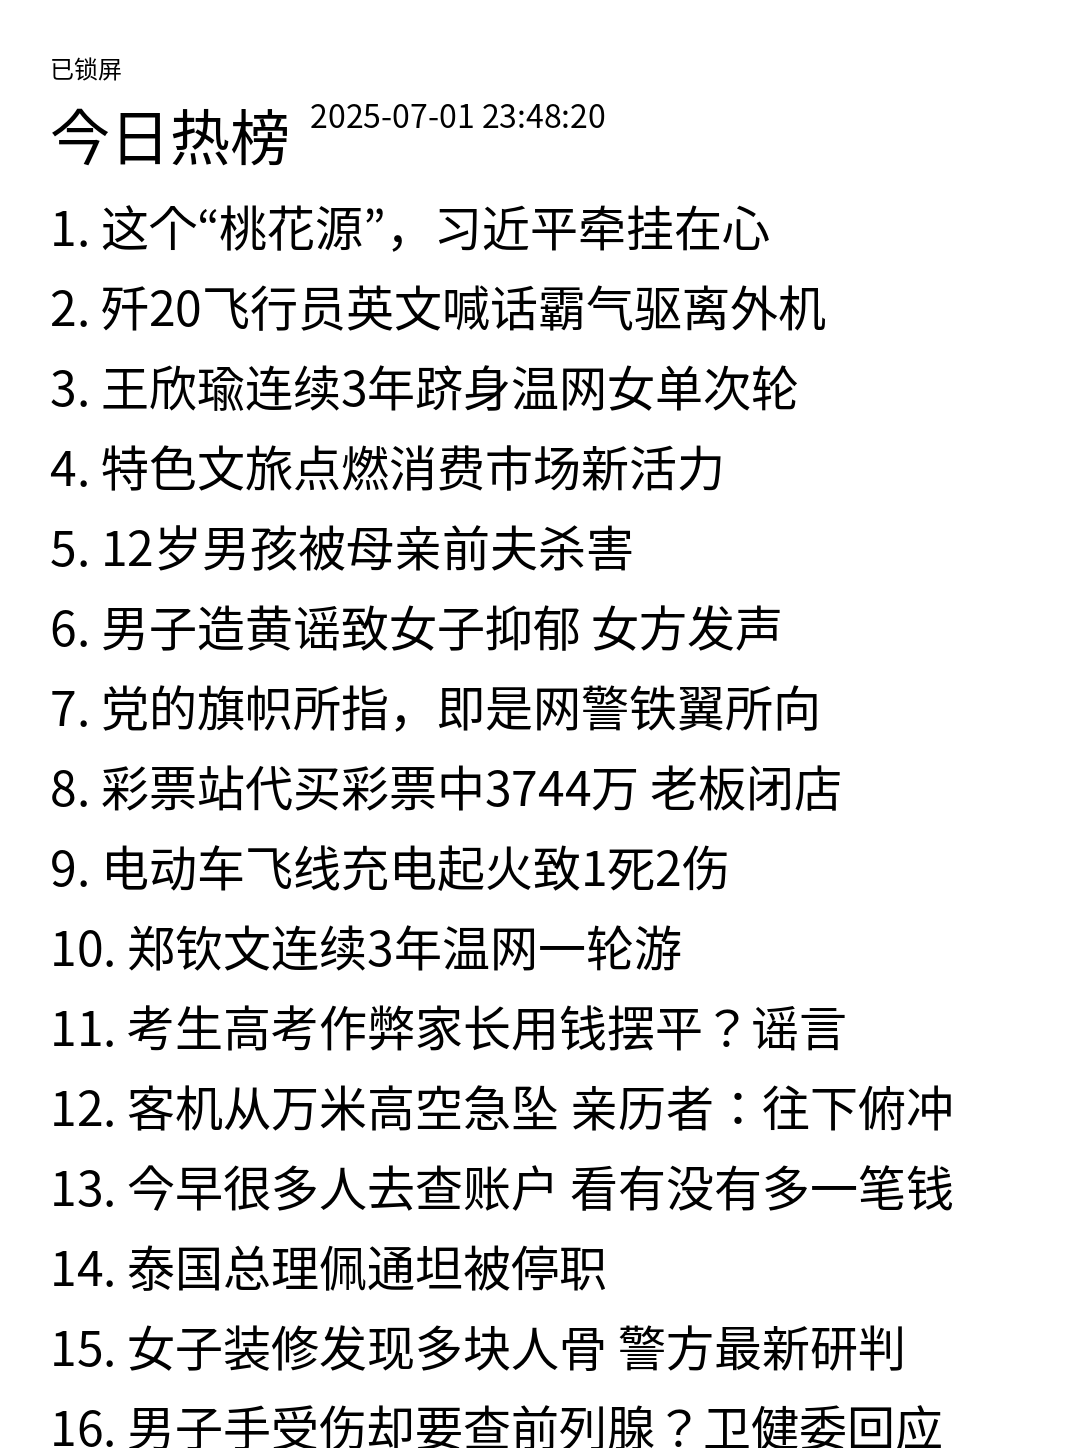 已锁屏
今日热榜 2025-07-01 23:48:20
1. 这个“桃花源”，习近平牵挂在心
2. 歼20飞行员英文喊话霸气驱离外机
3. 王欣瑜连续3年跻身温网女单次轮
4. 特色文旅点燃消费市场新活力
5. 12岁男孩被母亲前夫杀害
6. 男子造黄谣致女子抑郁 女方发声
7. 党的旗帜所指，即是网警铁翼所向
8. 彩票站代买彩票中3744万 老板闭店
9. 电动车飞线充电起火致1死2伤
10. 郑钦文连续3年温网一轮游
11. 考生高考作弊家长用钱摆平？谣言
12. 客机从万米高空急坠 亲历者：往下俯冲
13. 今早很多人去查账户 看有没有多一笔钱
14. 泰国总理佩通坦被停职
15. 女子装修发现多块人骨 警方最新研判
16. 男子手受伤却要查前列腺？卫健委回应